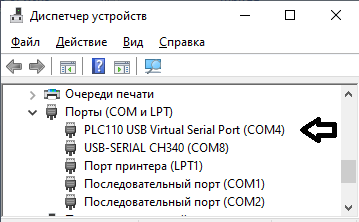 Диспетчер устройств
Файл Действие Вид Справка
Очереди печати
Порты (COM и LPT)
PLC110 USB Virtual Serial Port (COM4)
USB-SERIAL CH340 (COM8)
Порт принтера (LPT1)
Последовательный порт (COM1)
Последовательный порт (COM2)